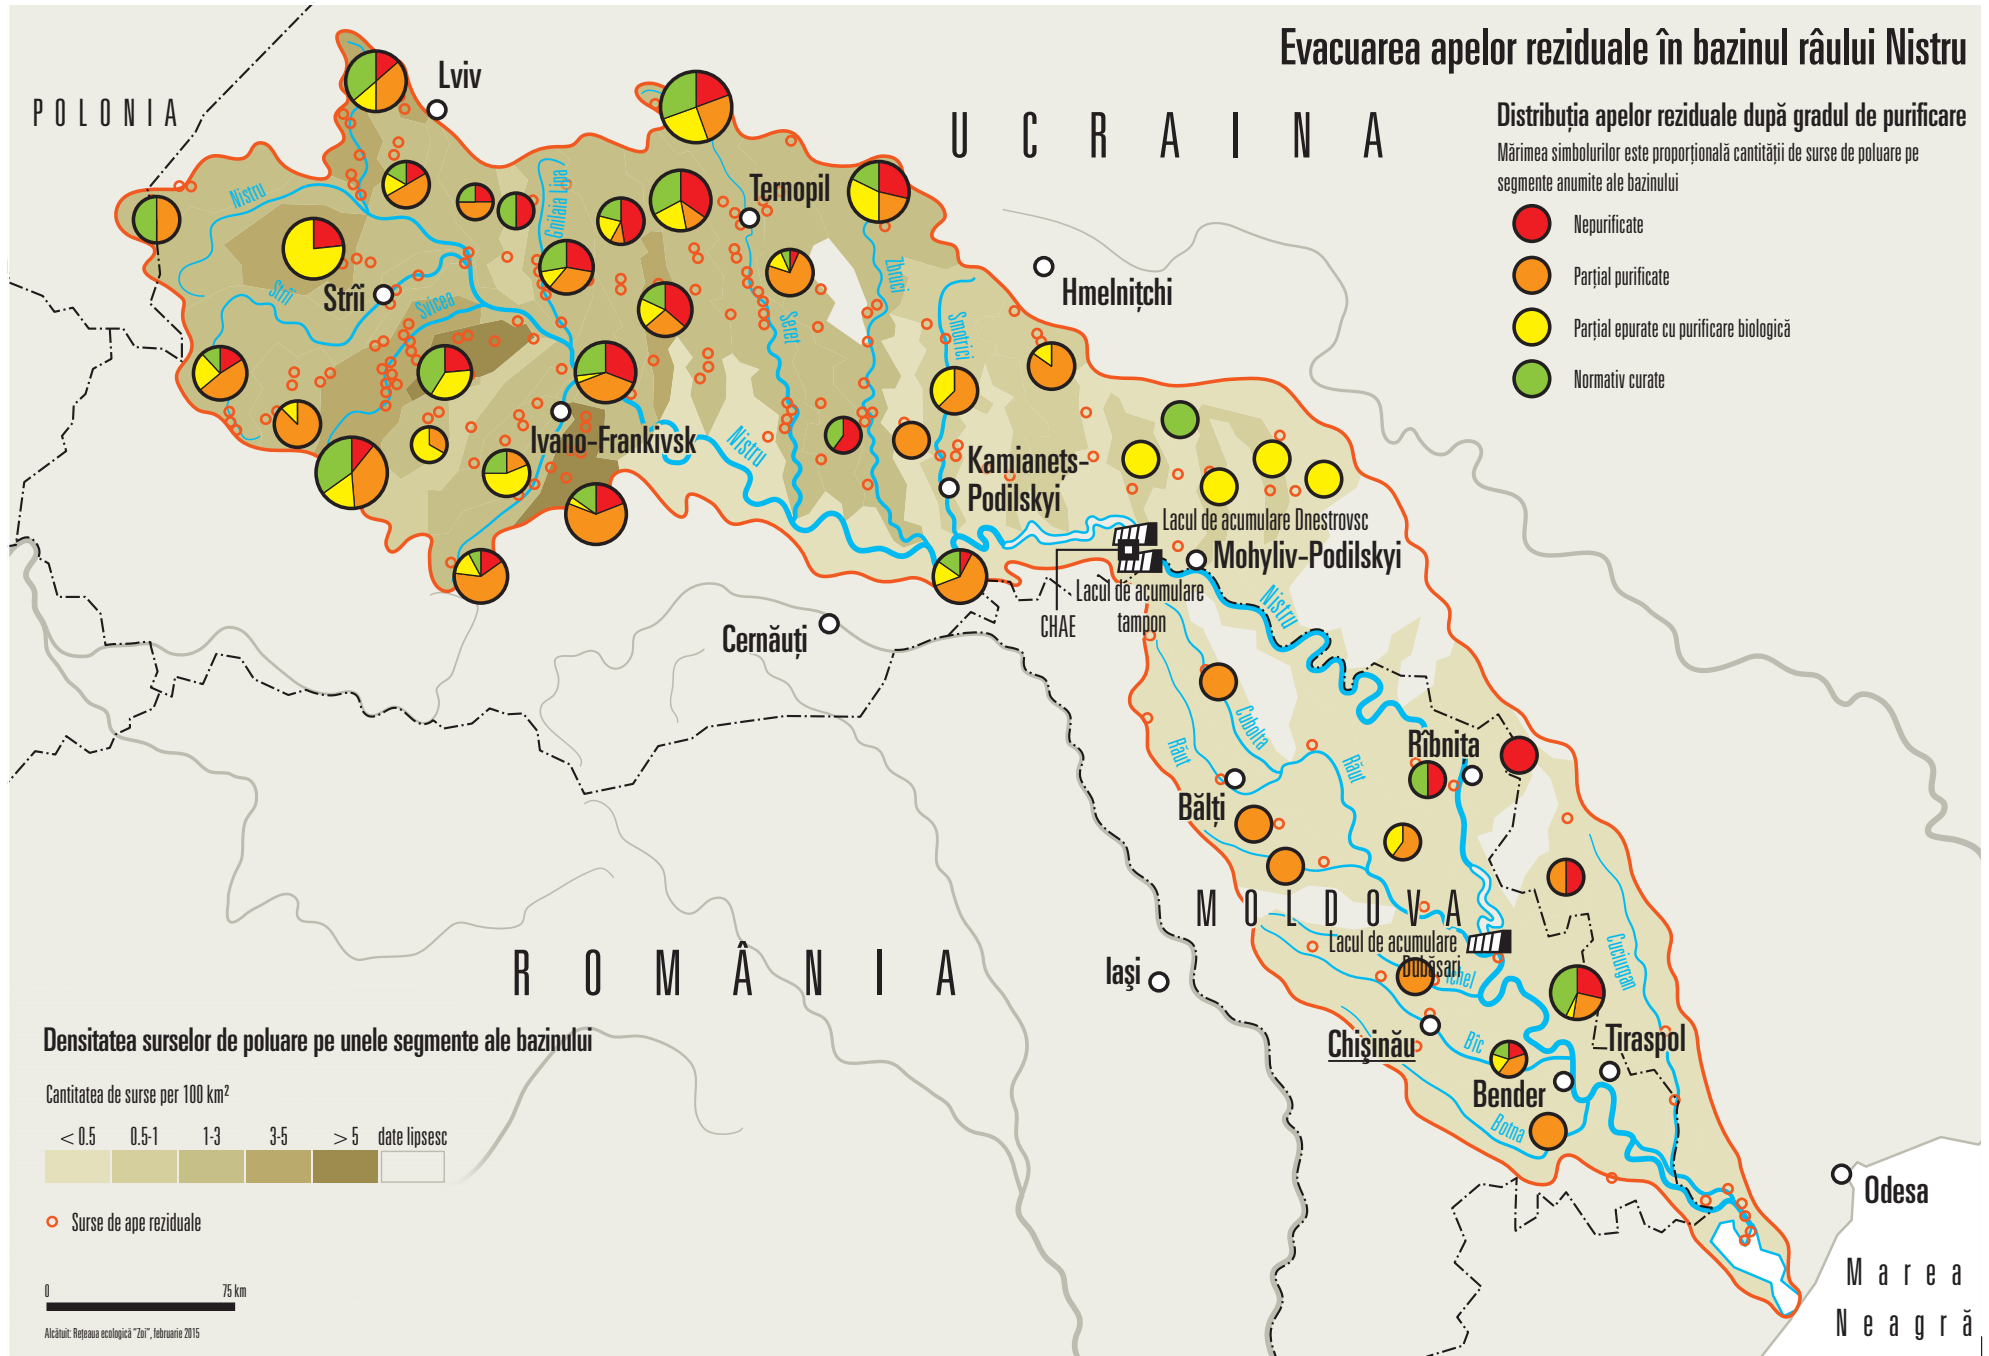 Evacuarea apelor reziduale în bazinul râului Nistru
Distribuția apelor reziduale după gradul de purificare
Mărimea simbolurilor este proporțională cantității de surse de poluare pe
segmente anumite ale bazinului
Nepurificate
Parțial purificate
Parțial epurate cu purificare biologică
Normativ curate
POLONIA
UCRAINA
Lviv
Nistru
Gnilaia Lipa
Ternopil
Strîi
Strîi
Svicea
Zbruci
Seret
Smotrici
Hmelnițchi
Ivano-Frankivsk
Nistru
Kamianeț-
Podilskyi
Lacul de acumulare Dnestrovsc
Mohyliv-Podilskyi
Lacul de acumulare
tampon
CHAE
Nistru
Cernăuți
Cubolta
Răut
Răut
Rîbnița
Bălți
MOLDOVA
Lacul de acumulare
Dubăsari
Ichel
Cuciurgan
ROMÂNIA
Iași
Chișinău
Bîc
Tiraspol
Bender
Botna
Odesa
Marea
Neagră
Densitatea surselor de poluare pe unele segmente ale bazinului
Cantitatea de surse per 100 km²
< 0.5 0.5-1 1-3 3-5 > 5 date lipsesc
Surse de ape reziduale
0 75 km
Alcătuit: Rețeaua ecologică "Zoi", februarie 2015